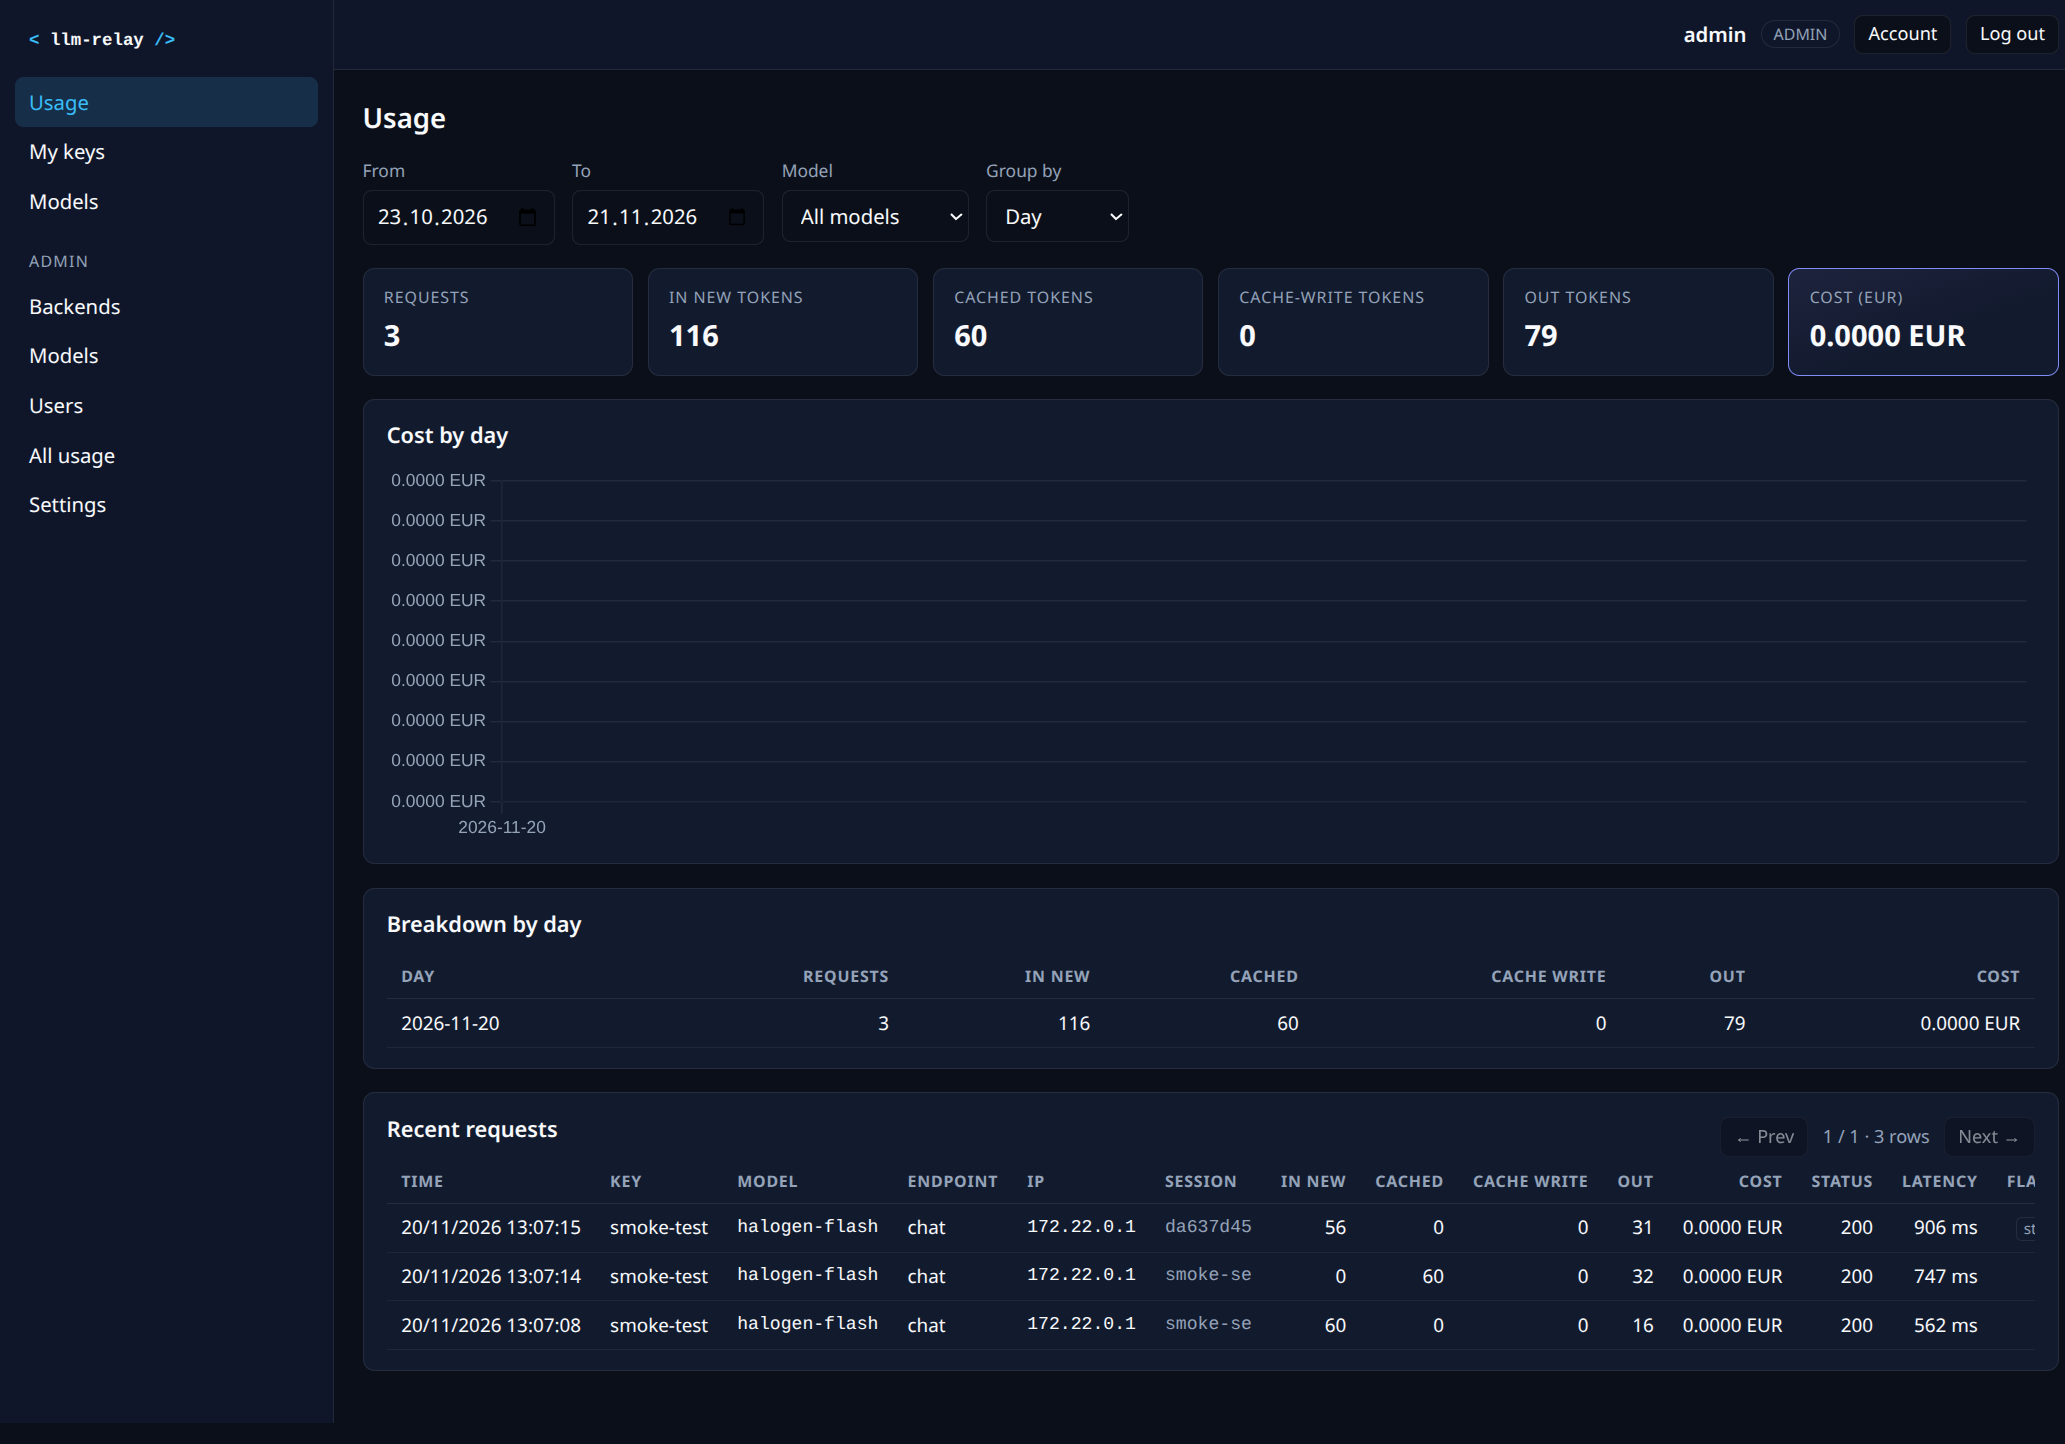 < llm-relay />
Usage
My keys
Models
ADMIN
Backends
Models
Users
All usage
Settings
admin ADMIN Account Log out
Usage
From To Model Group by
23.10.2026 21.11.2026 All models Day
REQUESTS IN NEW TOKENS CACHED TOKENS CACHE-WRITE TOKENS OUT TOKENS COST (EUR)
3 116 60 0 79 0.0000 EUR
Cost by day
0.0000 EUR
0.0000 EUR
0.0000 EUR
0.0000 EUR
0.0000 EUR
0.0000 EUR
0.0000 EUR
0.0000 EUR
0.0000 EUR
2026-11-20
Breakdown by day
DAY REQUESTS IN NEW CACHED CACHE WRITE OUT COST
2026-11-20 3 116 60 0 79 0.0000 EUR
Recent requests ← Prev 1 / 1 · 3 rows Next →
TIME KEY MODEL ENDPOINT IP SESSION IN NEW CACHED CACHE WRITE OUT COST STATUS LATENCY FLA
20/11/2026 13:07:15 smoke-test halogen-flash chat 172.22.0.1 da637d45 56 0 0 31 0.0000 EUR 200 906 ms st
20/11/2026 13:07:14 smoke-test halogen-flash chat 172.22.0.1 smoke-se 0 60 0 32 0.0000 EUR 200 747 ms
20/11/2026 13:07:08 smoke-test halogen-flash chat 172.22.0.1 smoke-se 60 0 0 16 0.0000 EUR 200 562 ms